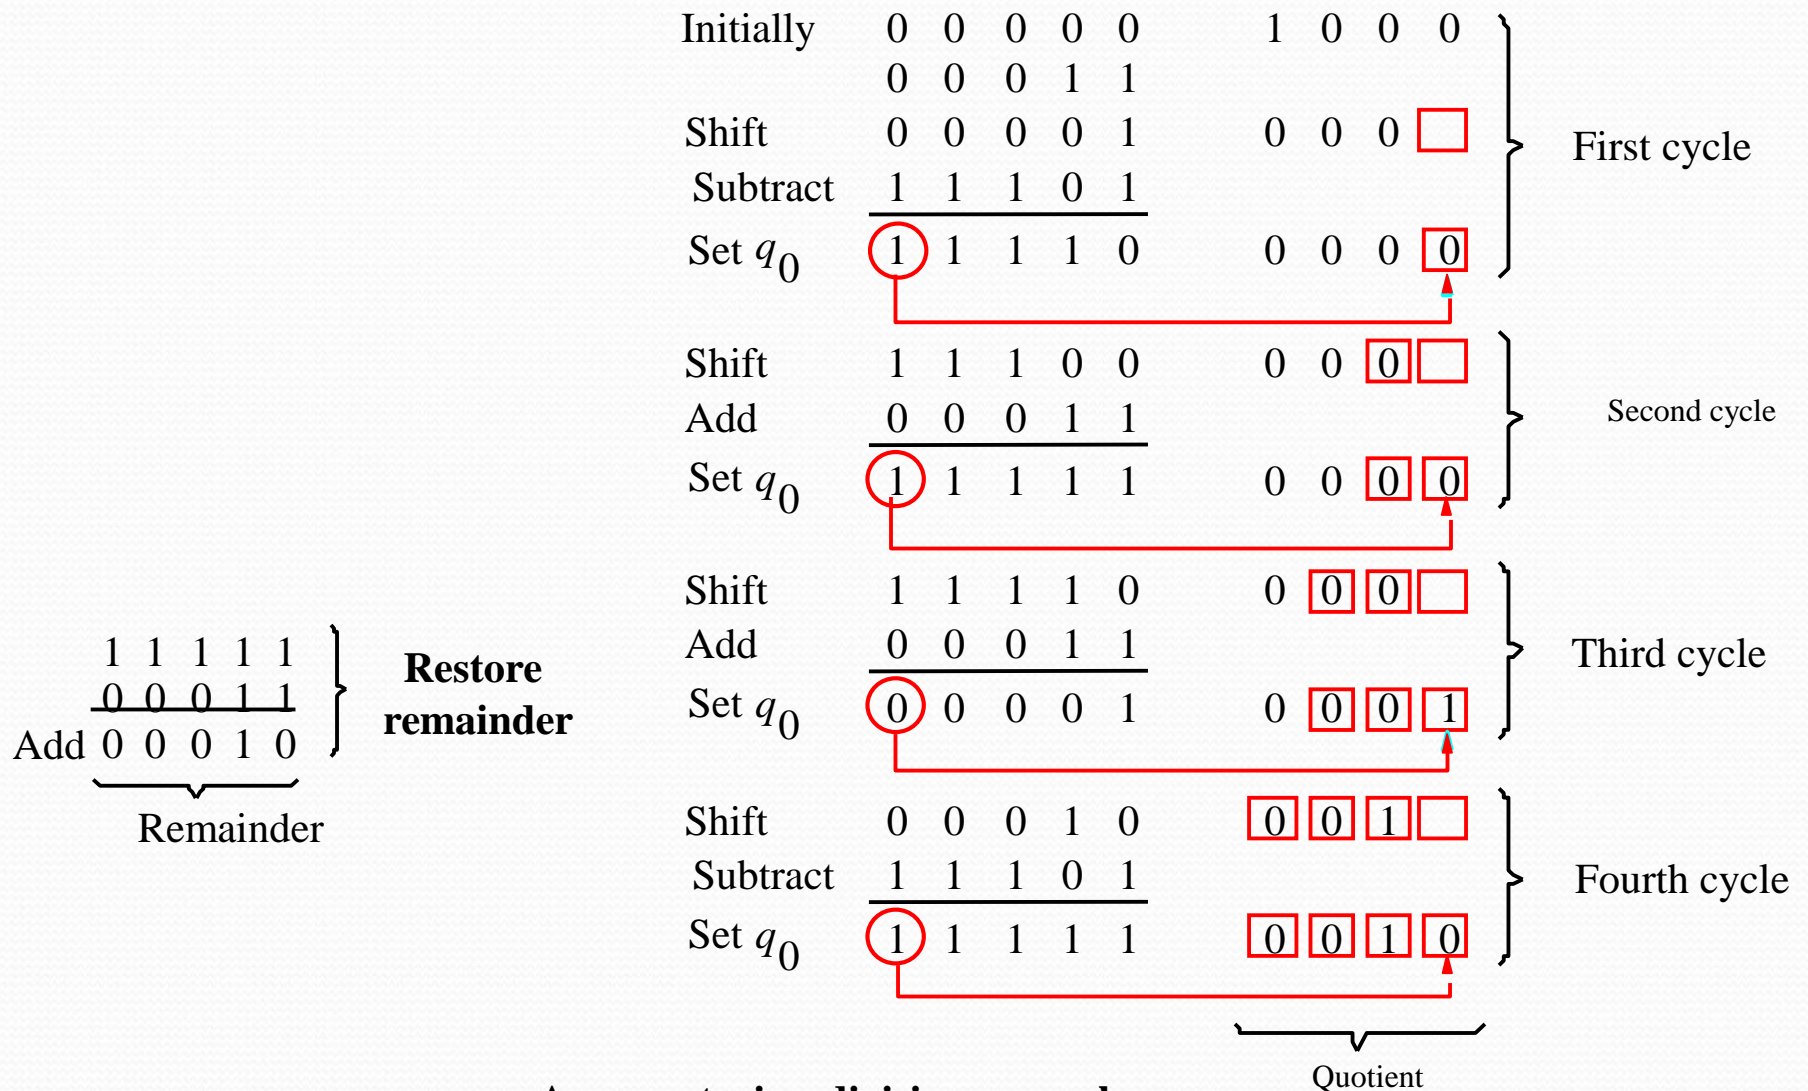 Initially 0 0 0 0 0 1 0 0 0
0 0 0 1 1
Shift 0 0 0 0 1 0 0 0
Subtract 1 1 1 0 1
Set q0 1 1 1 1 0 0 0 0 0
First cycle
Shift 1 1 1 0 0 0 0 0
Add 0 0 0 1 1
Set q0 1 1 1 1 1 0 0 0 0
Second cycle
Shift 1 1 1 1 0 0 0 0
Add 0 0 0 1 1
Set q0 0 0 0 0 1 0 0 0 1
Third cycle
Shift 0 0 0 1 0 0 0 1
Subtract 1 1 1 0 1
Set q0 1 1 1 1 1 0 0 1 0
Fourth cycle
Quotient
1 1 1 1 1
0 0 0 1 1
Add 0 0 0 1 0
Restore
remainder
Remainder